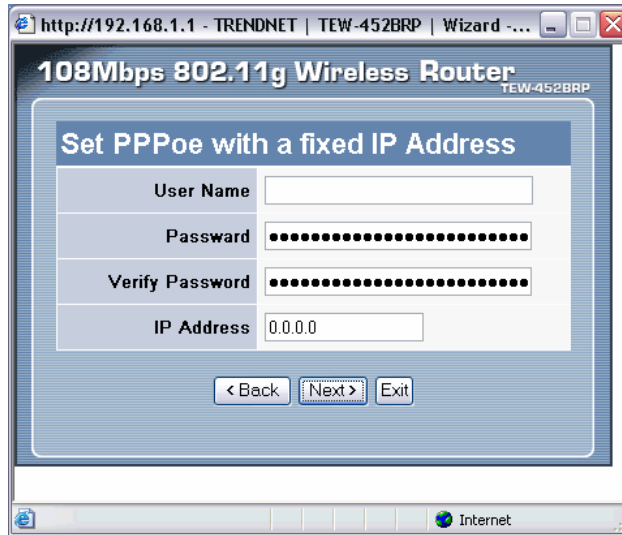 http://192.168.1.1 - TRENDNET | TEW-452BRP | Wizard -...
108Mbps 802.11g Wireless Router
TEW-452BRP
Set PPPoe with a fixed IP Address
User Name
Passward ●●●●●●●●●●●●●●●●●●●●●●●●●
Verify Password ●●●●●●●●●●●●●●●●●●●●●●●●●
IP Address 0.0.0.0
< Back Next > Exit
Internet